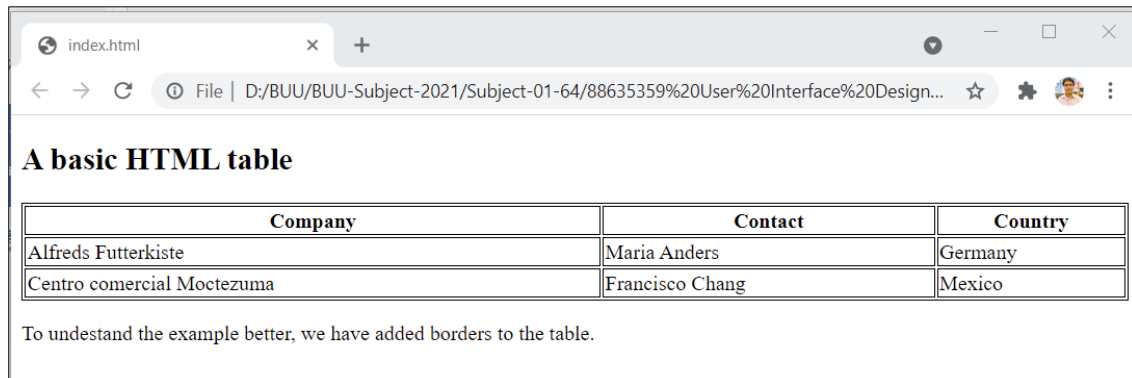 index.html
File | D:/BUU/BUU-Subject-2021/Subject-01-64/88635359%20User%20Interface%20Design...
A basic HTML table
Company Contact Country
Alfreds Futterkiste Maria Anders Germany
Centro comercial Moctezuma Francisco Chang Mexico
To undestand the example better, we have added borders to the table.